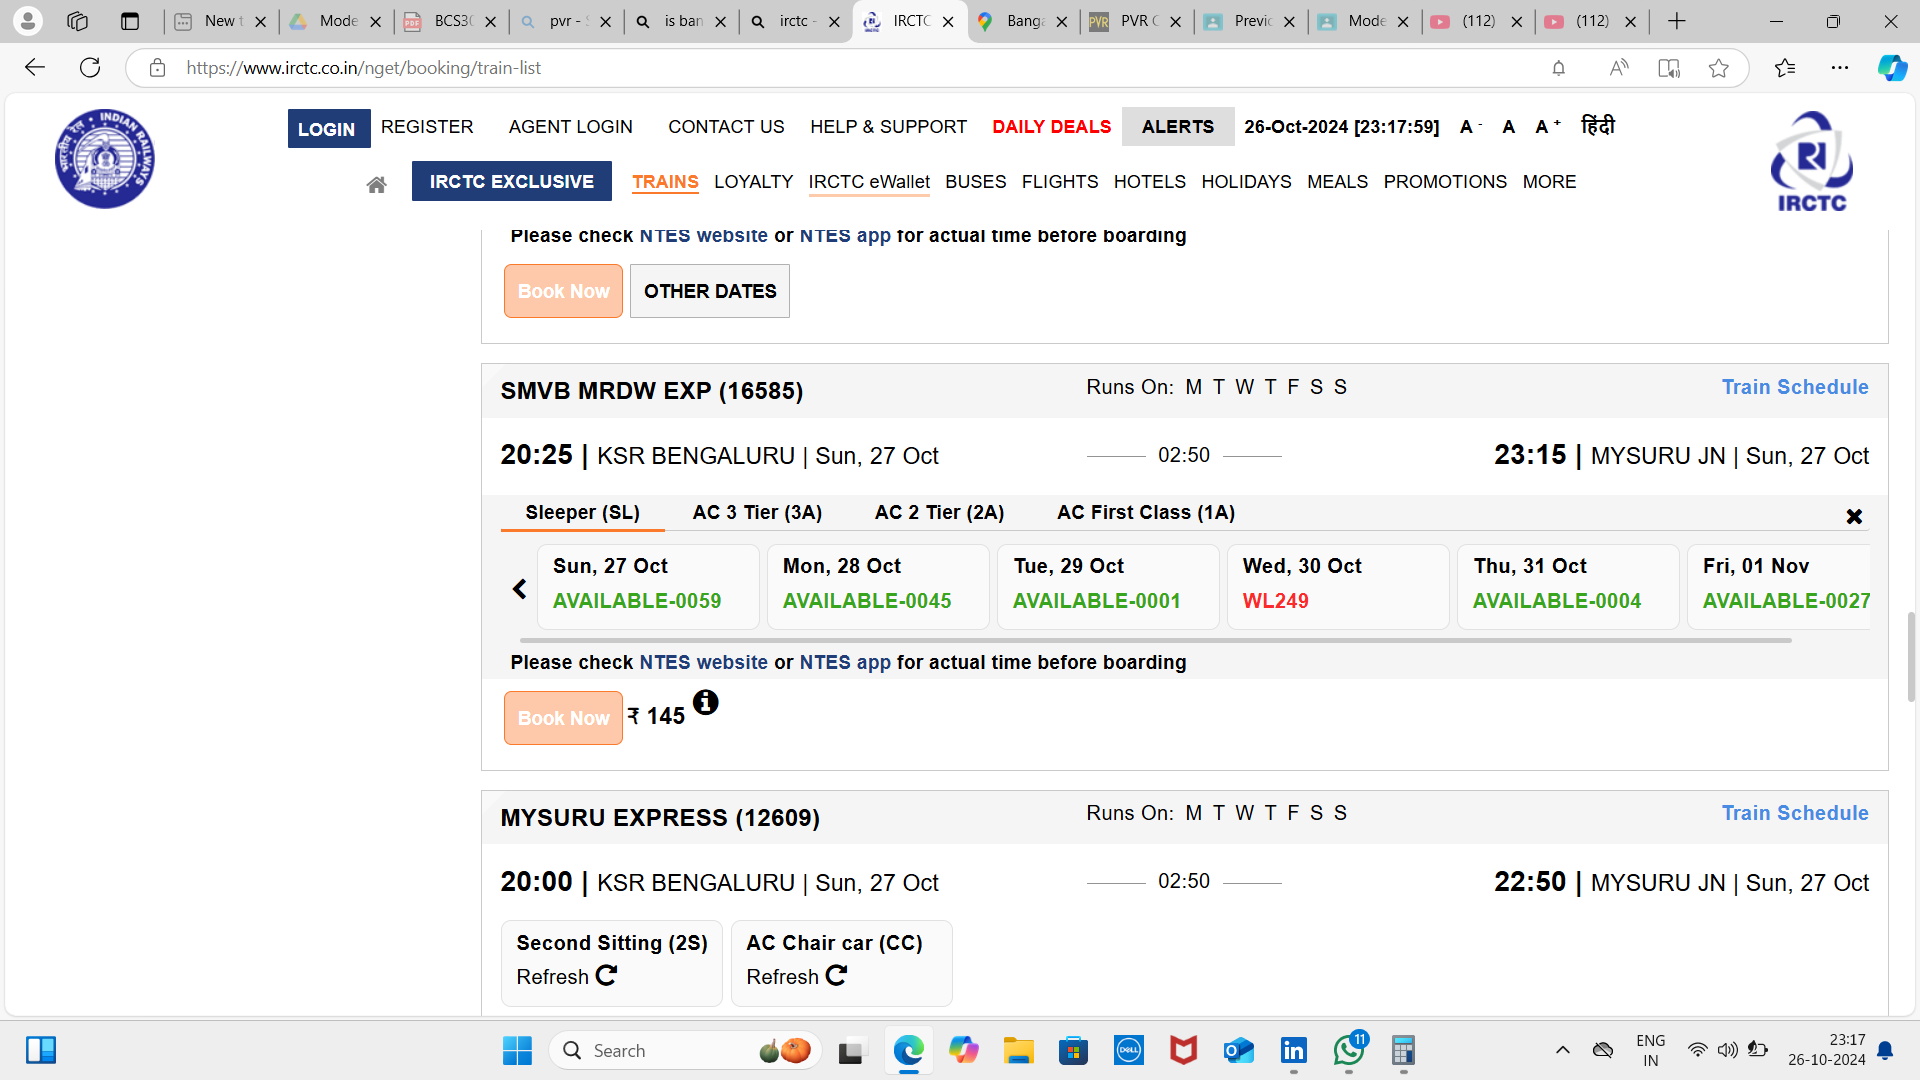 New t
Mode
BCS3C
pvr - S
is ban
irctc -
IRCTC
Banga
PVR C
Previo
Mode
(112)
(112)
https://www.irctc.co.in/nget/booking/train-list
LOGIN REGISTER AGENT LOGIN CONTACT US HELP & SUPPORT DAILY DEALS ALERTS 26-Oct-2024 [23:17:59] A- A A+ हिंदी
IRCTC EXCLUSIVE TRAINS LOYALTY IRCTC eWallet BUSES FLIGHTS HOTELS HOLIDAYS MEALS PROMOTIONS MORE
INDIAN RAILWAYS
भारतीय रेल
IRCTC
Please check NTES website or NTES app for actual time before boarding
Book Now OTHER DATES
SMVB MRDW EXP (16585) Runs On: M T W T F S S Train Schedule
20:25 | KSR BENGALURU | Sun, 27 Oct 02:50 23:15 | MYSURU JN | Sun, 27 Oct
Sleeper (SL) AC 3 Tier (3A) AC 2 Tier (2A) AC First Class (1A)
Sun, 27 Oct Mon, 28 Oct Tue, 29 Oct Wed, 30 Oct Thu, 31 Oct Fri, 01 Nov
AVAILABLE-0059 AVAILABLE-0045 AVAILABLE-0001 WL249 AVAILABLE-0004 AVAILABLE-0027
Please check NTES website or NTES app for actual time before boarding
Book Now ₹ 145
MYSURU EXPRESS (12609) Runs On: M T W T F S S Train Schedule
20:00 | KSR BENGALURU | Sun, 27 Oct 02:50 22:50 | MYSURU JN | Sun, 27 Oct
Second Sitting (2S) AC Chair car (CC)
Refresh Refresh
Search
DELL
in
11
ENG
IN
23:17
26-10-2024